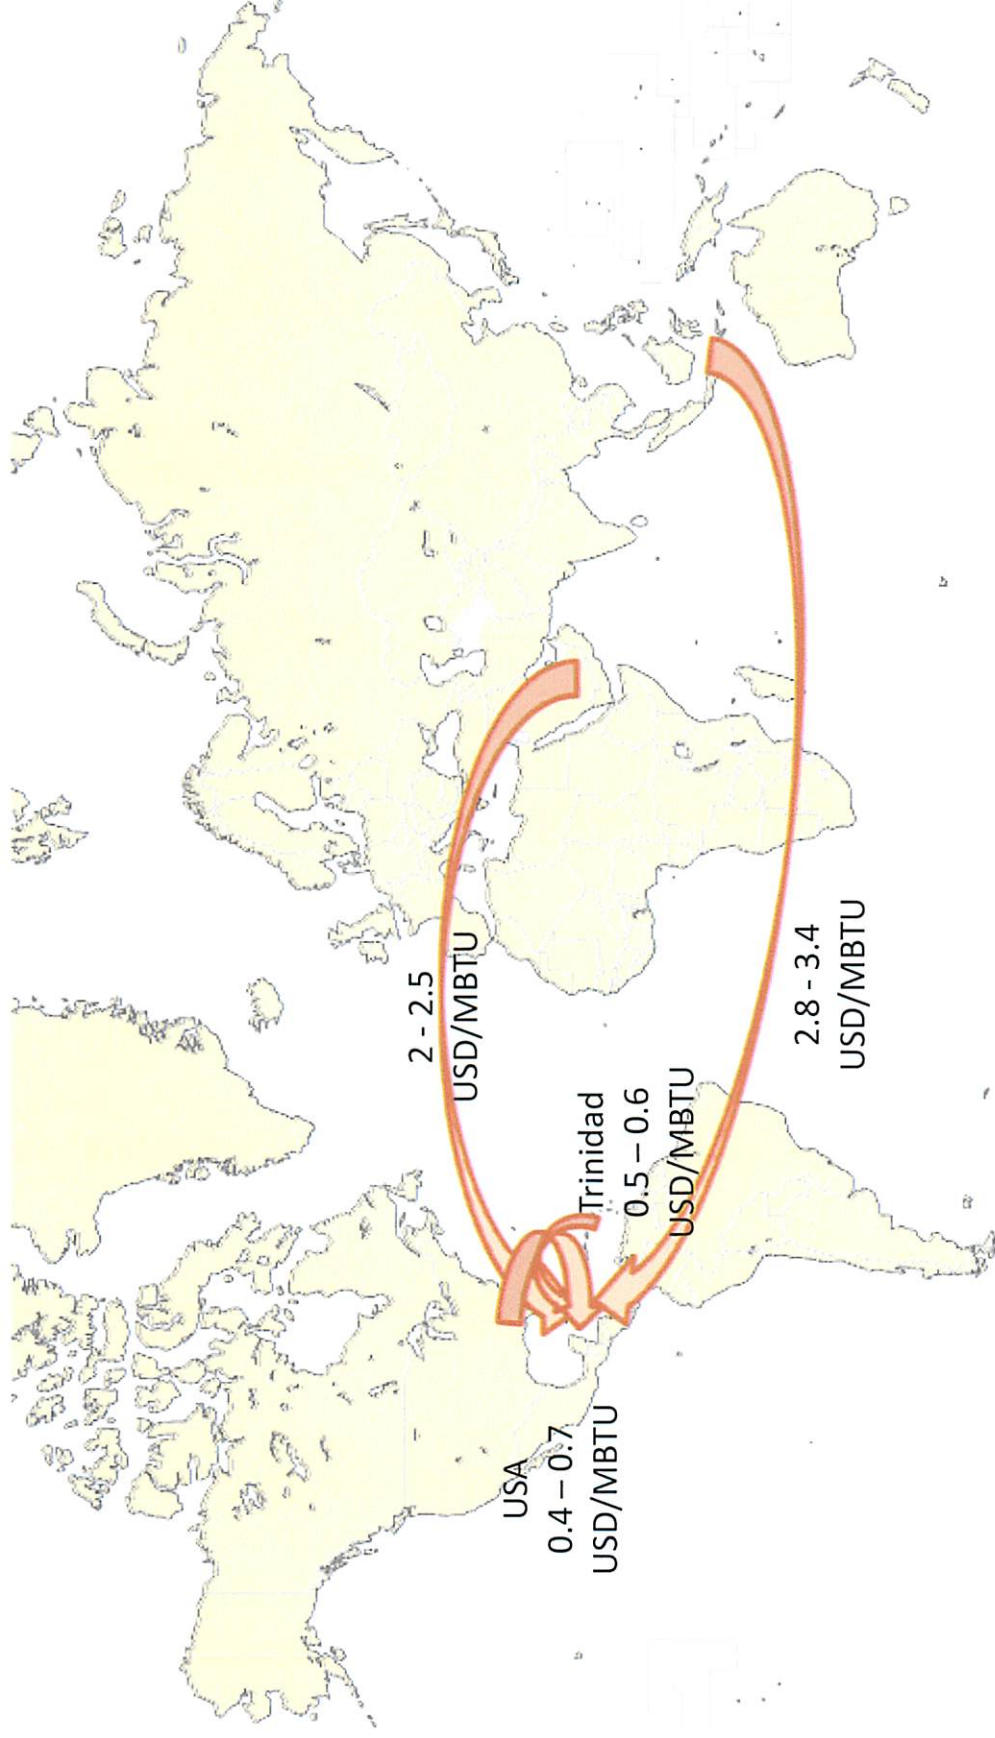 USA
0.4 – 0.7
USD/MBTU
2 - 2.5
USD/MBTU
Trinidad
0.5 – 0.6
USD/MBTU
2.8 - 3.4
USD/MBTU